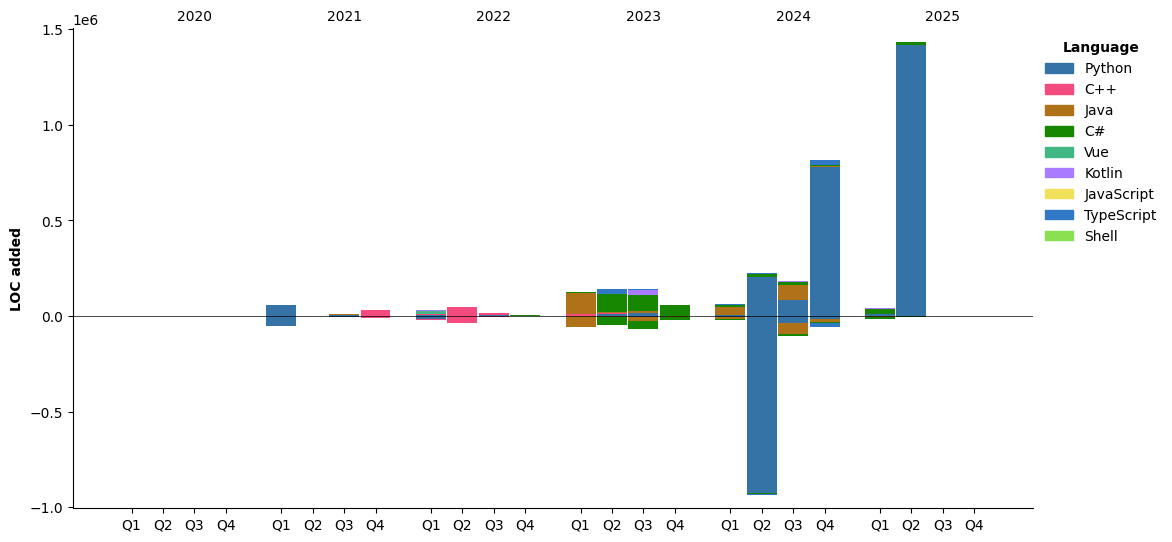 1e6
2020 2021 2022 2023 2024 2025
1.5
1.0
0.5
0.0
−0.5
−1.0
LOC added
Q1 Q2 Q3 Q4 Q1 Q2 Q3 Q4 Q1 Q2 Q3 Q4 Q1 Q2 Q3 Q4 Q1 Q2 Q3 Q4 Q1 Q2 Q3 Q4
Language
Python
C++
Java
C#
Vue
Kotlin
JavaScript
TypeScript
Shell